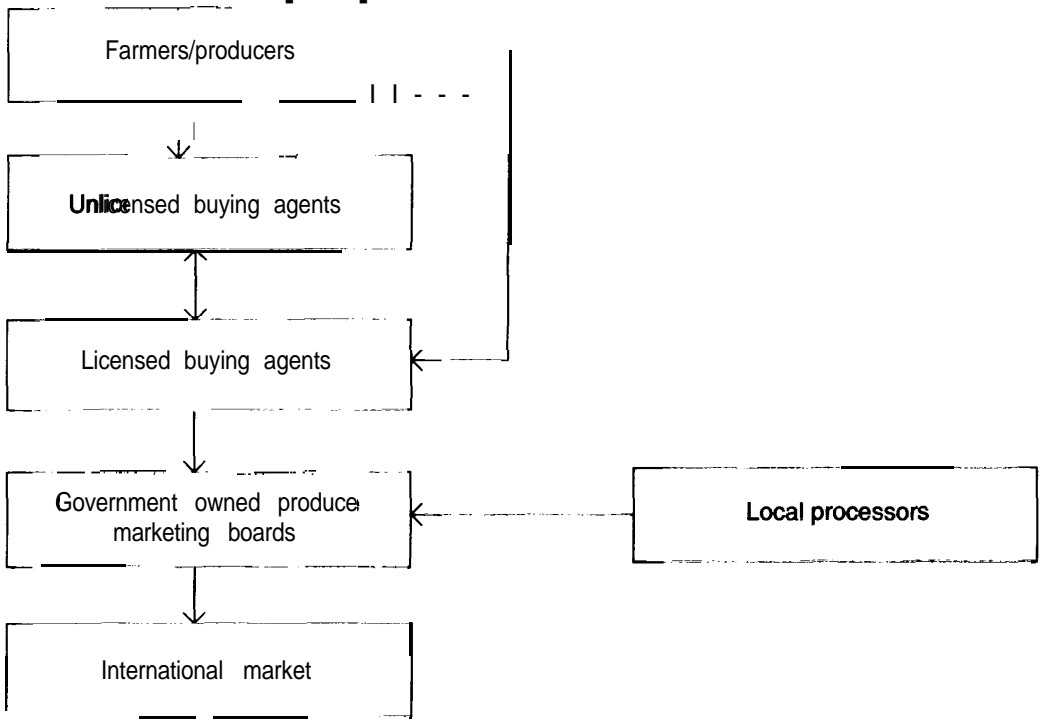 Farmers/producers
Unlicensed buying agents
Licensed buying agents
Government owned produce
marketing boards
Local processors
International market